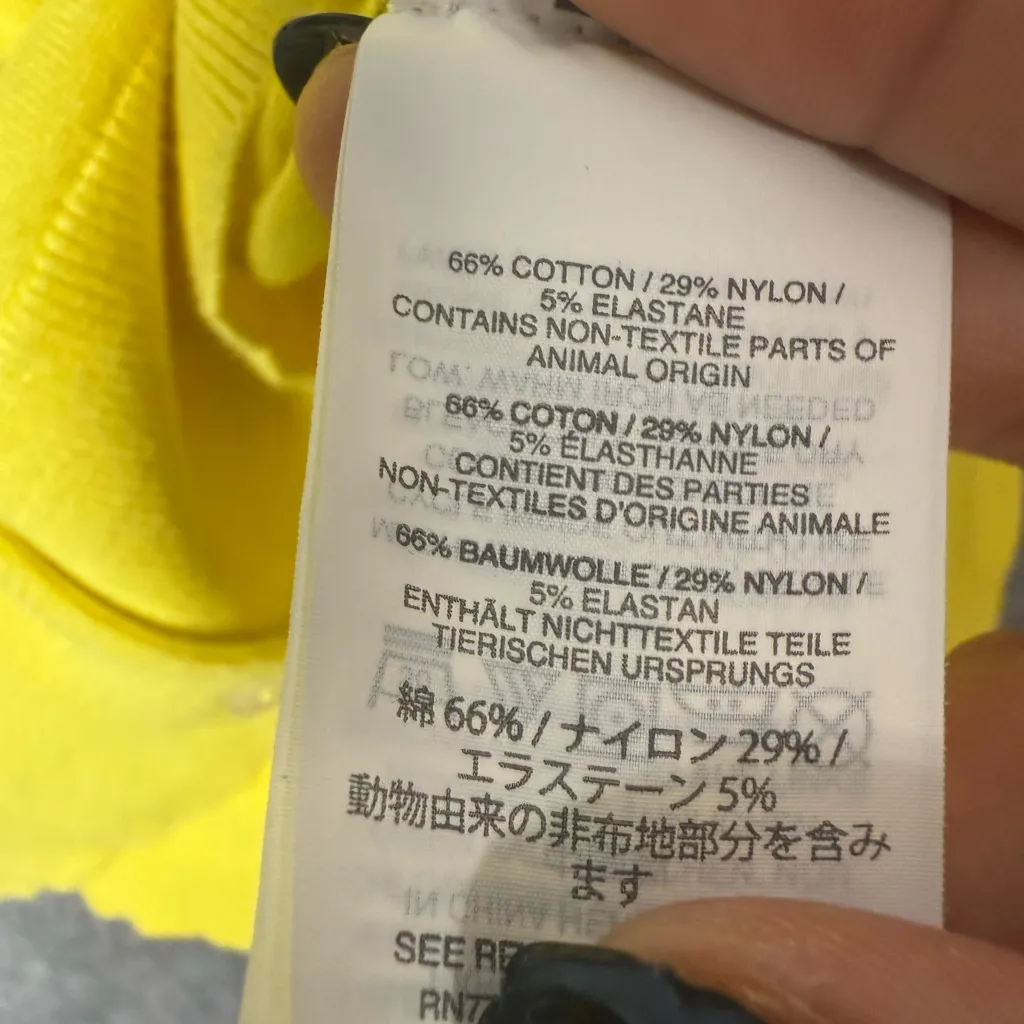 66% COTTON / 29% NYLON /
5% ELASTANE
CONTAINS NON-TEXTILE PARTS OF
ANIMAL ORIGIN
66% COTON / 29% NYLON /
5% ÉLASTHANNE
CONTIENT DES PARTIES
NON-TEXTILES D'ORIGINE ANIMALE
66% BAUMWOLLE / 29% NYLON /
5% ELASTAN
ENTHÄLT NICHTTEXTILE TEILE
TIERISCHEN URSPRUNGS
綿 66% / ナイロン 29% /
エラステーン 5%
動物由来の非布地部分を含み
ます
SEE